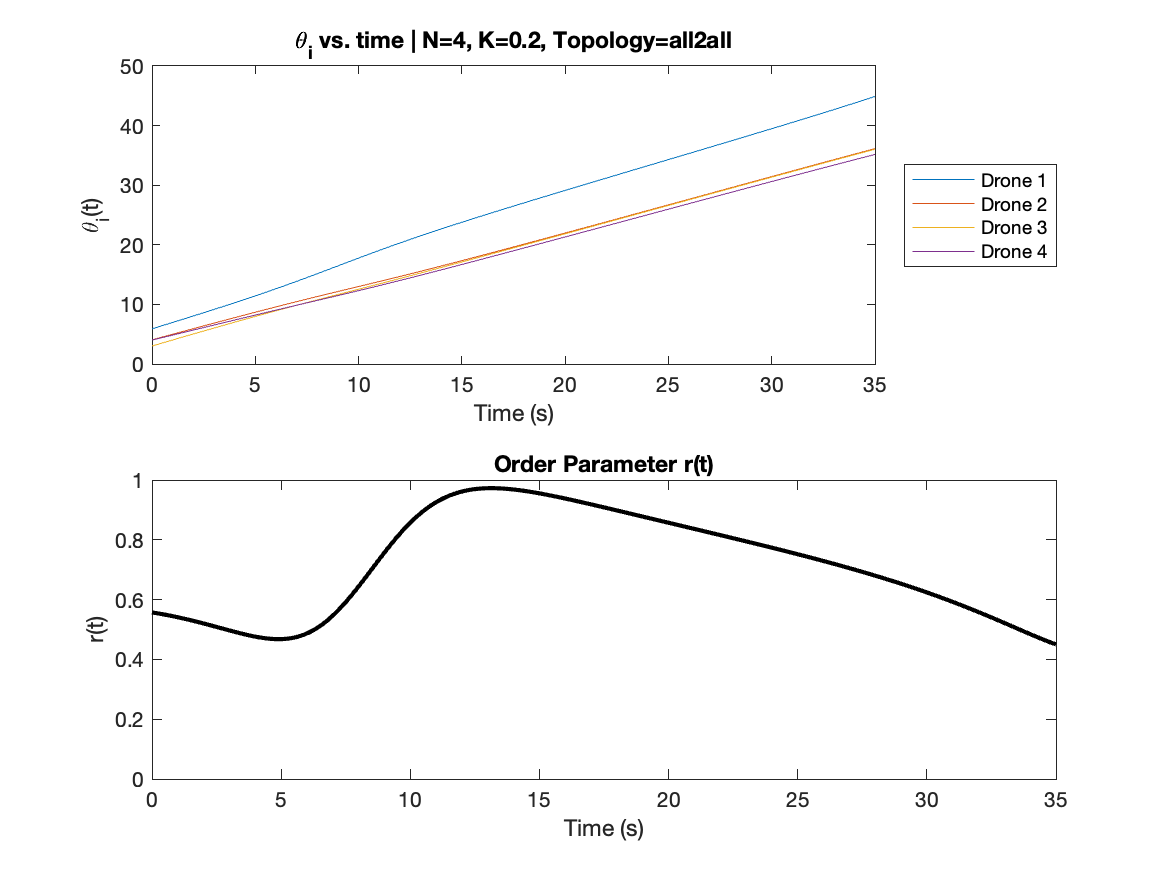 θi vs. time | N=4, K=0.2, Topology=all2all
50
40
30
20
10
0
θi(t)
0 5 10 15 20 25 30 35
Time (s)
Drone 1
Drone 2
Drone 3
Drone 4
Order Parameter r(t)
1
0.8
0.6
0.4
0.2
0
r(t)
0 5 10 15 20 25 30 35
Time (s)